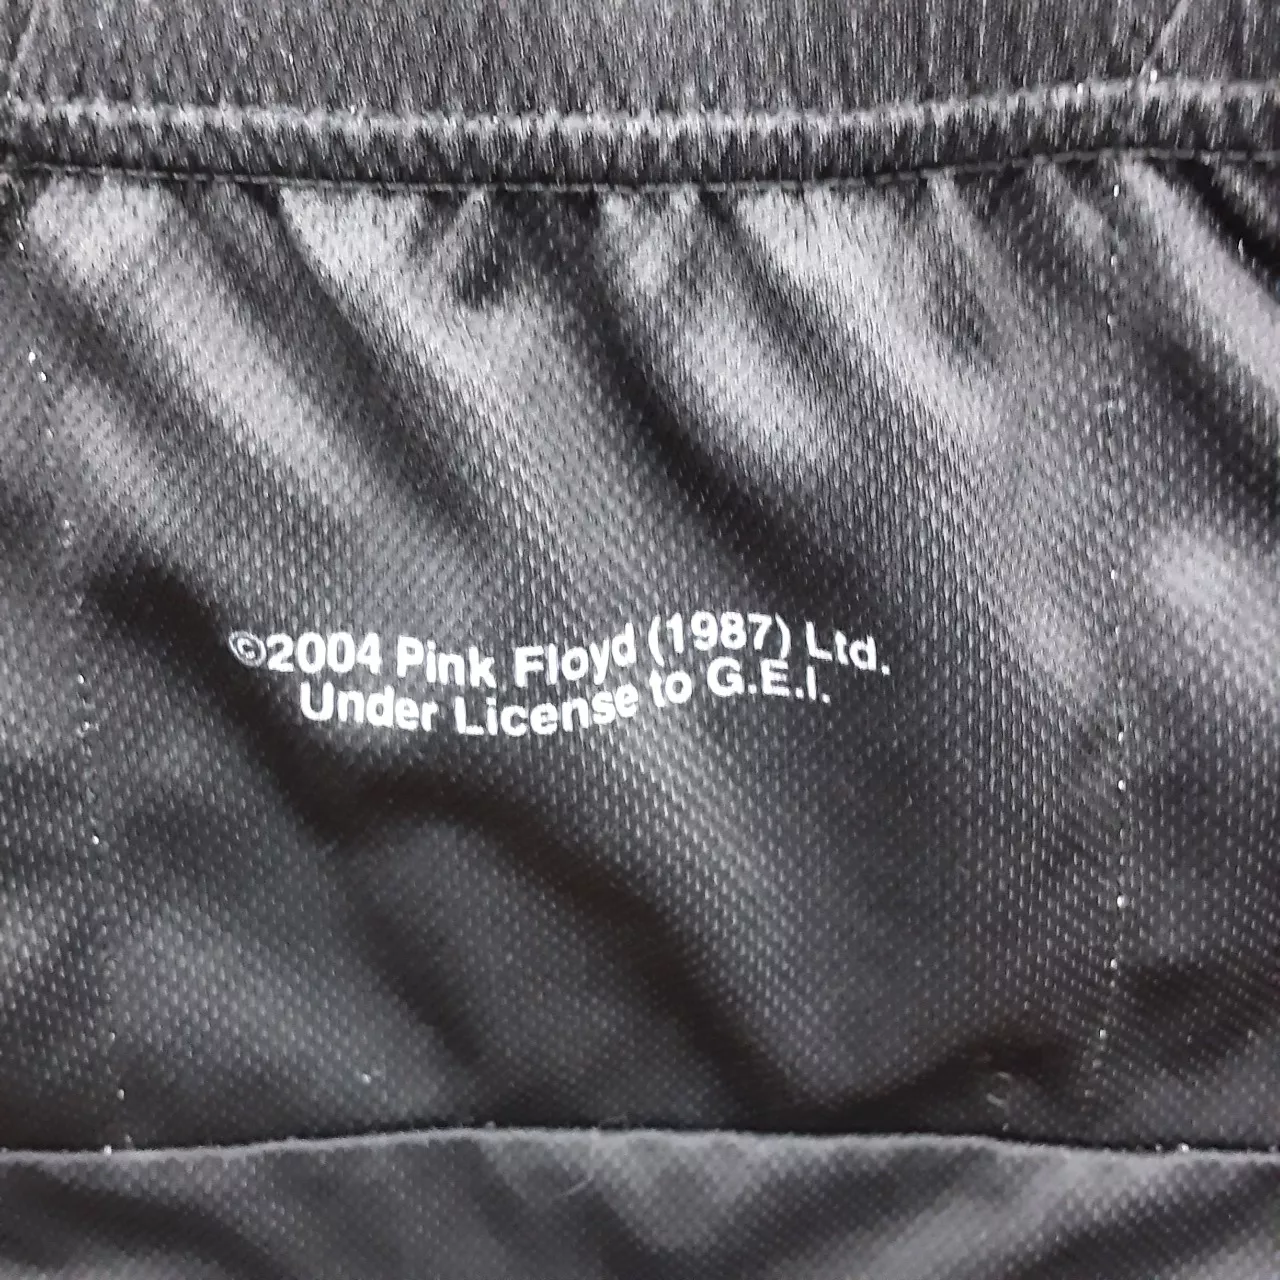 ©2004 Pink Floyd (1987) Ltd.
Under License to G.E.I.